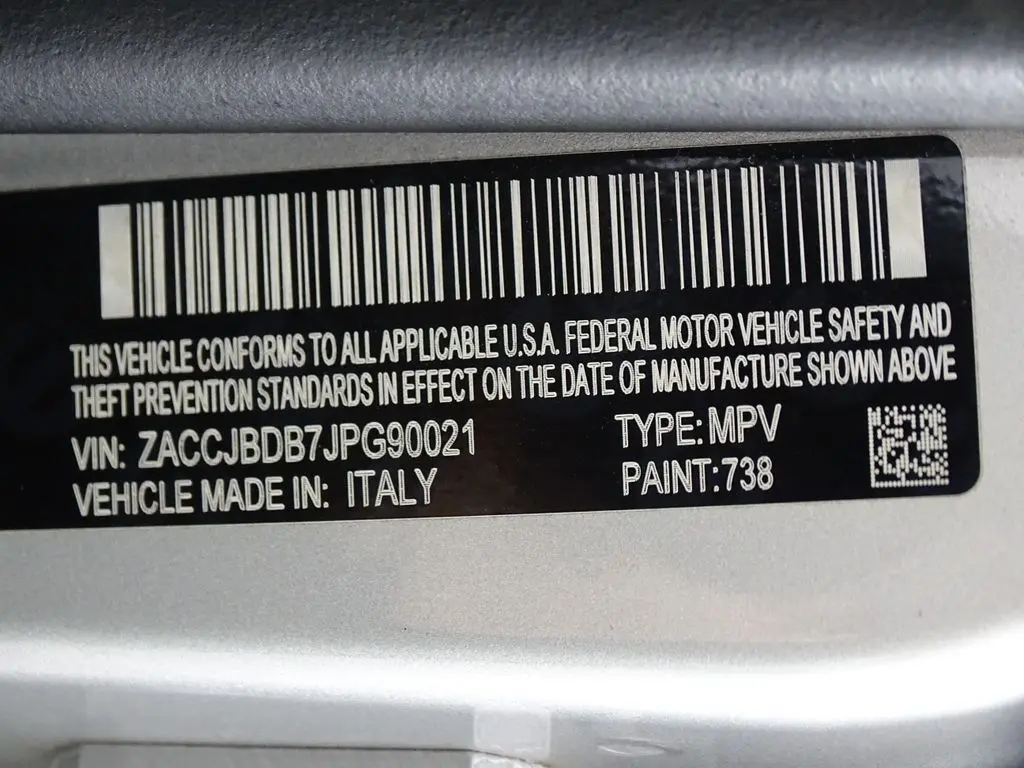 THIS VEHICLE CONFORMS TO ALL APPLICABLE U.S.A. FEDERAL MOTOR VEHICLE SAFETY AND
THEFT PREVENTION STANDARDS IN EFFECT ON THE DATE OF MANUFACTURE SHOWN ABOVE
VIN: ZACCJBDB7JPG90021 TYPE: MPV
VEHICLE MADE IN: ITALY PAINT:738